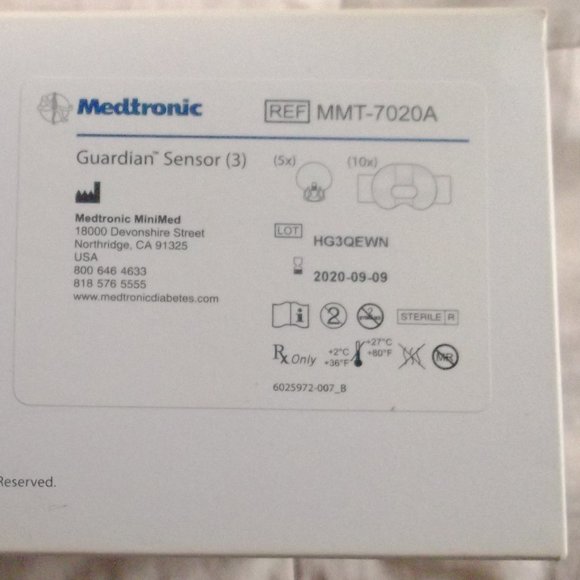 Medtronic
REF MMT-7020A
Guardian™ Sensor (3)
(5x) (10x)
Medtronic MiniMed
18000 Devonshire Street
Northridge, CA 91325
USA
800 646 4633
818 576 5555
www.medtronicdiabetes.com
LOT HG3QEWN
2020-09-09
i 2 STERILE R
Rx Only +2°C +36°F +27°C +80°F MR
6025972-007_B
Reserved.